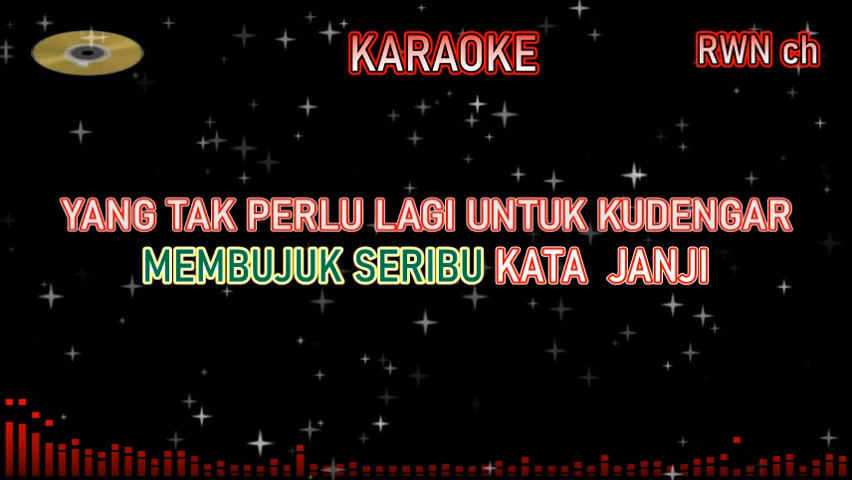 KARAOKE
RWN ch
YANG TAK PERLU LAGI UNTUK KUDENGAR
MEMBUJUK SERIBU KATA JANJI